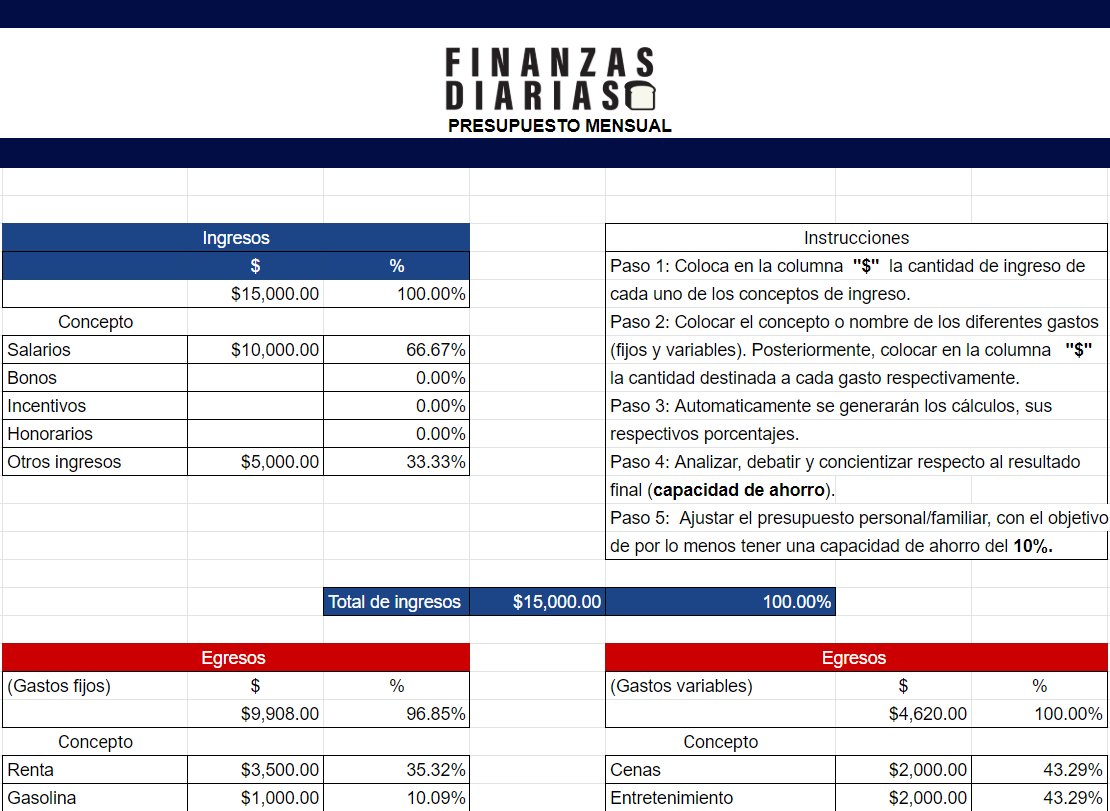 FINANZAS
DIARIAS
PRESUPUESTO MENSUAL
Ingresos
$ %
$15,000.00 100.00%
Concepto
Salarios $10,000.00 66.67%
Bonos 0.00%
Incentivos 0.00%
Honorarios 0.00%
Otros ingresos $5,000.00 33.33%
Instrucciones
Paso 1: Coloca en la columna "$" la cantidad de ingreso de
cada uno de los conceptos de ingreso.
Paso 2: Colocar el concepto o nombre de los diferentes gastos
(fijos y variables). Posteriormente, colocar en la columna "$"
la cantidad destinada a cada gasto respectivamente.
Paso 3: Automaticamente se generarán los cálculos, sus
respectivos porcentajes.
Paso 4: Analizar, debatir y concientizar respecto al resultado
final (capacidad de ahorro).
Paso 5: Ajustar el presupuesto personal/familiar, con el objetivo
de por lo menos tener una capacidad de ahorro del 10%.
Total de ingresos $15,000.00 100.00%
Egresos
(Gastos fijos) $ %
$9,908.00 96.85%
Concepto
Renta $3,500.00 35.32%
Gasolina $1,000.00 10.09%
Egresos
(Gastos variables) $ %
$4,620.00 100.00%
Concepto
Cenas $2,000.00 43.29%
Entretenimiento $2,000.00 43.29%